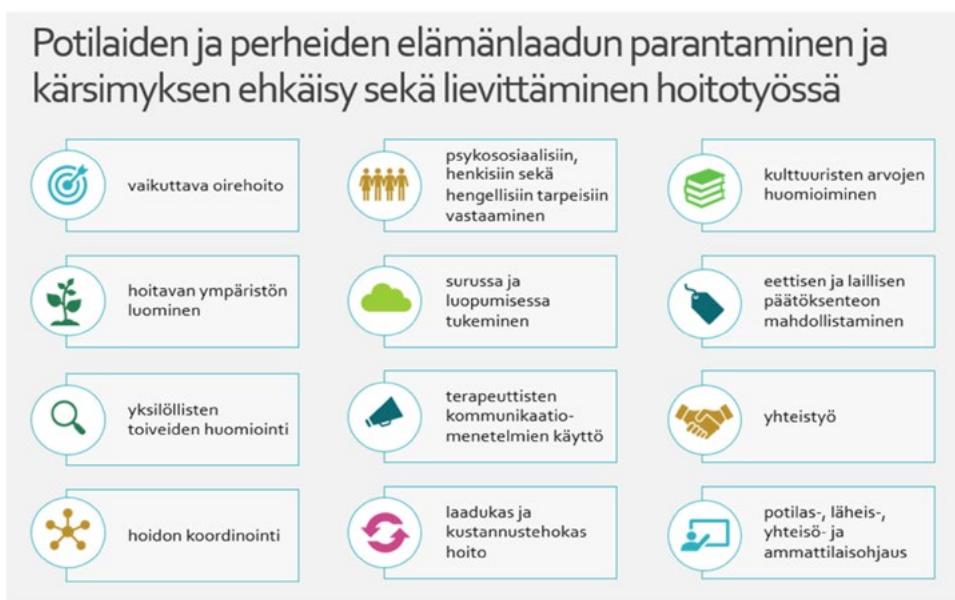 Potilaiden ja perheiden elämänlaadun parantaminen ja
kärsimyksen ehkäisy sekä lievittäminen hoitotyössä
vaikuttava oirehoito
psykososiaalisiin,
henkisiin sekä
hengellisiin tarpeisiin
vastaaminen
kulttuuristen arvojen
huomioiminen
hoitavan ympäristön
luominen
surussa ja
luopumisessa
tukeminen
eettisen ja laillisen
päätöksenteon
mahdollistaminen
yksilöllisten
toiveiden huomiointi
terapeuttisten
kommunikaatio-
menetelmien käyttö
yhteistyö
hoidon koordinointi
laadukas ja
kustannustehokas
hoito
potilas-, läheis-,
yhteisö- ja
ammattilaisohjaus